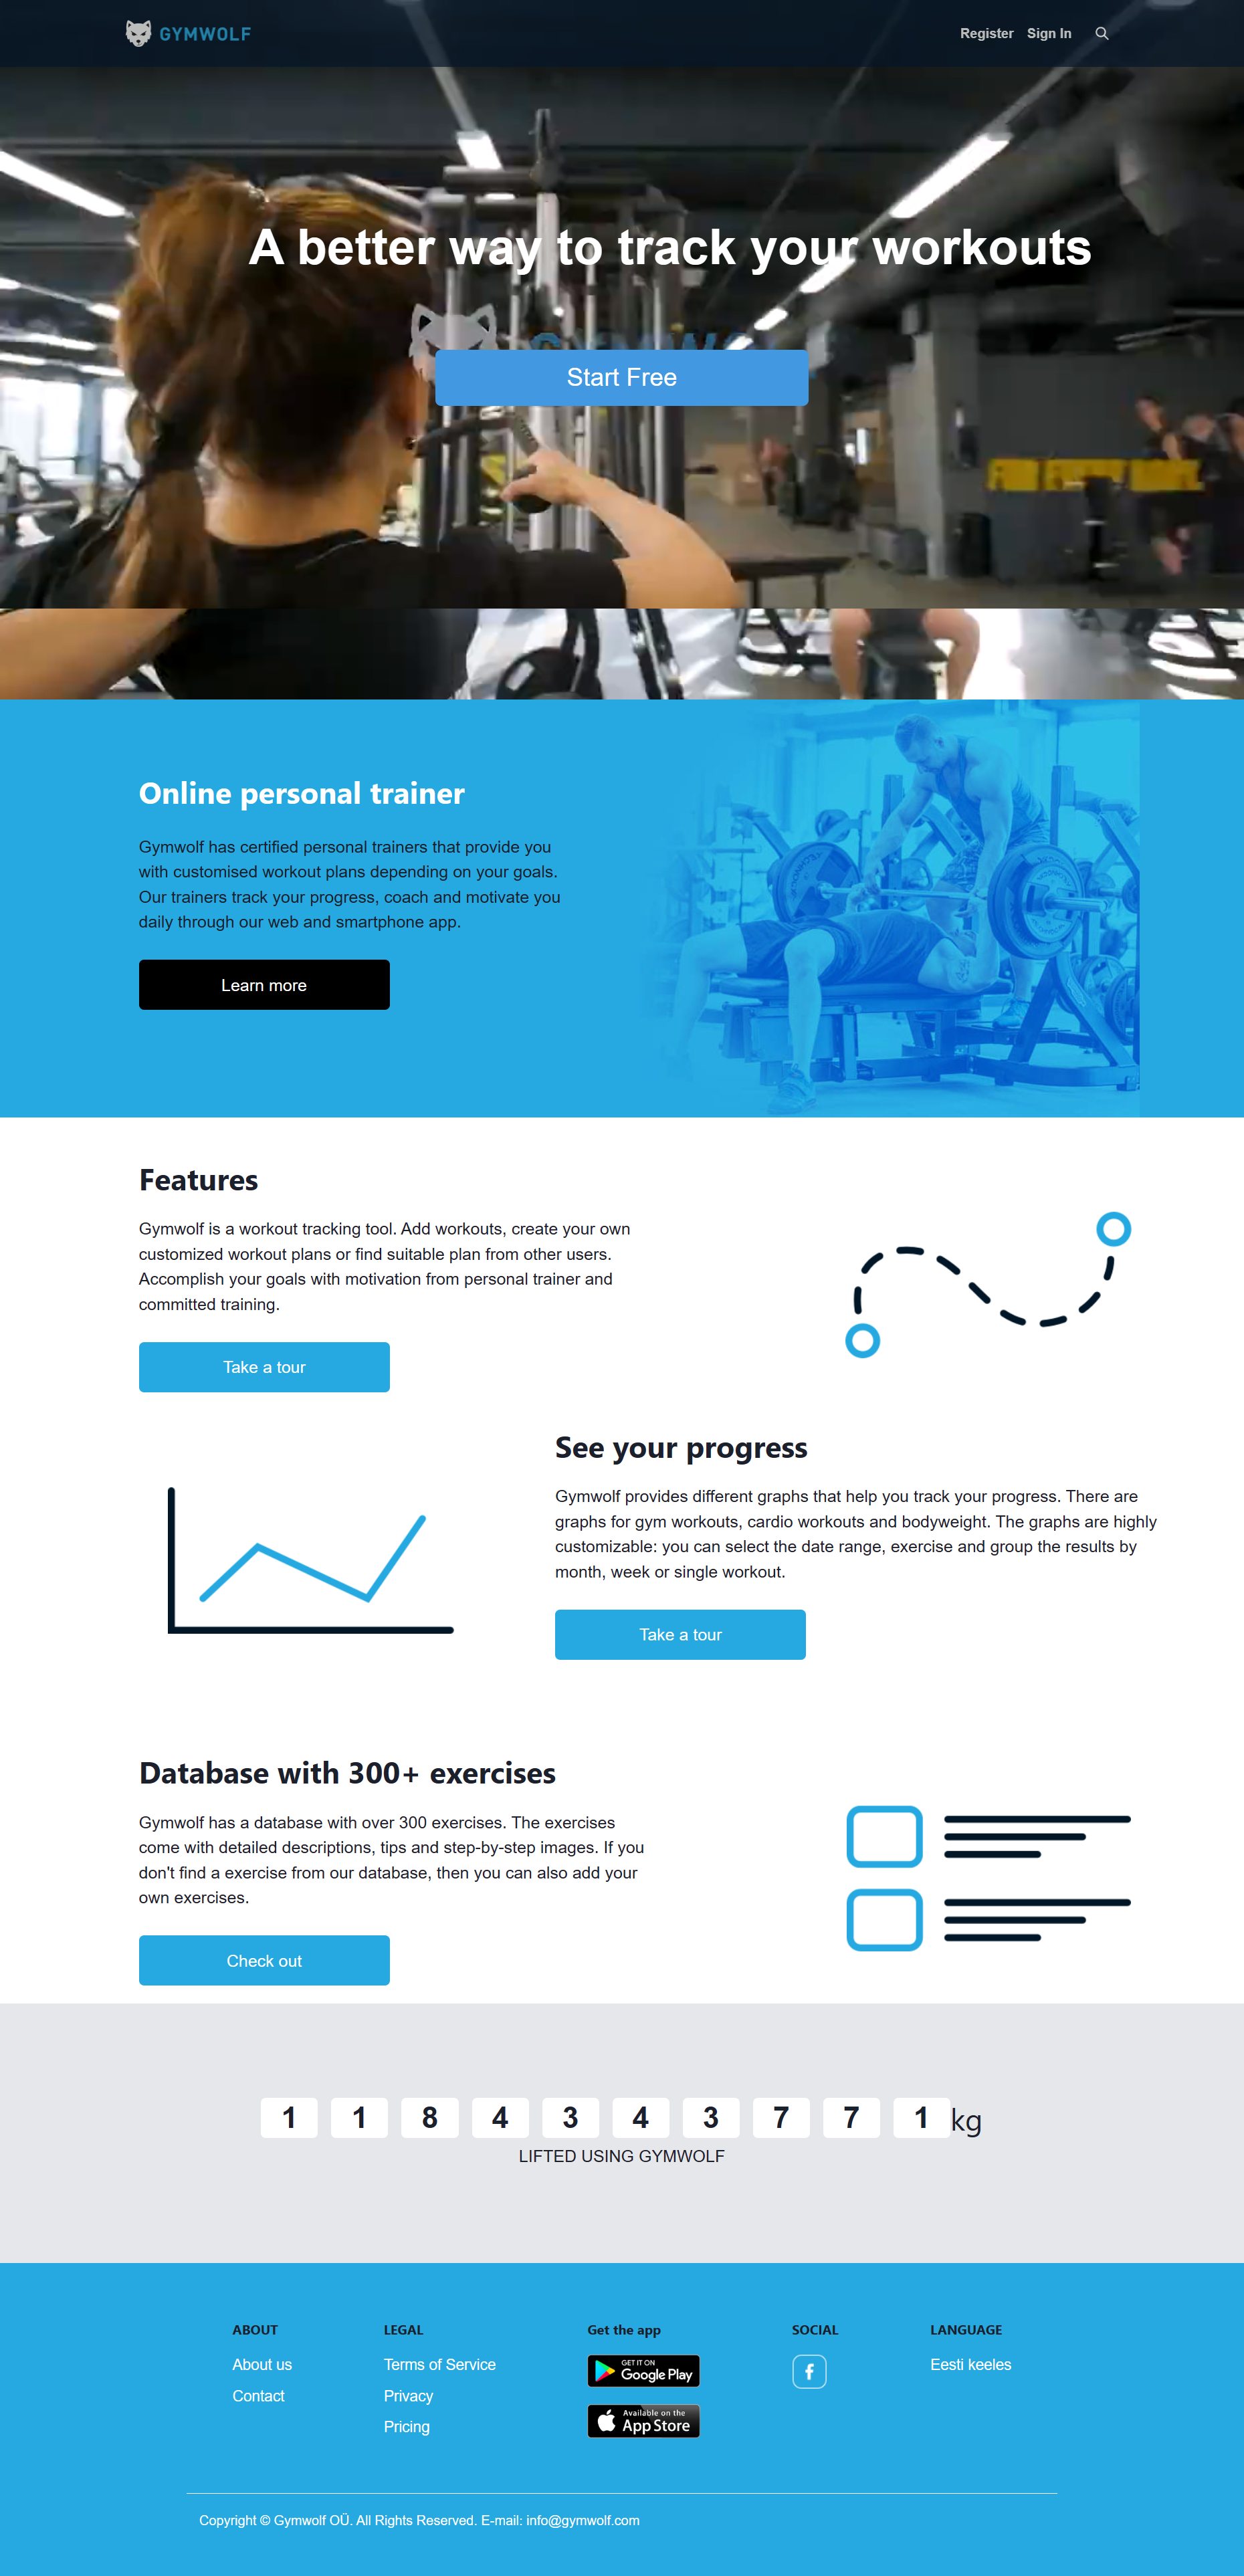 GYMWOLF
Register Sign In
A better way to track your workouts
Start Free
Online personal trainer
Gymwolf has certified personal trainers that provide you
with customised workout plans depending on your goals.
Our trainers track your progress, coach and motivate you
daily through our web and smartphone app.
Learn more
Features
Gymwolf is a workout tracking tool. Add workouts, create your own
customized workout plans or find suitable plan from other users.
Accomplish your goals with motivation from personal trainer and
committed training.
Take a tour
See your progress
Gymwolf provides different graphs that help you track your progress. There are
graphs for gym workouts, cardio workouts and bodyweight. The graphs are highly
customizable: you can select the date range, exercise and group the results by
month, week or single workout.
Take a tour
Database with 300+ exercises
Gymwolf has a database with over 300 exercises. The exercises
come with detailed descriptions, tips and step-by-step images. If you
don't find a exercise from our database, then you can also add your
own exercises.
Check out
1 1 8 4 3 4 3 7 7 1 kg
LIFTED USING GYMWOLF
ABOUT
About us
Contact
LEGAL
Terms of Service
Privacy
Pricing
Get the app
GET IT ON
Google Play
Available on the
App Store
SOCIAL
LANGUAGE
Eesti keeles
Copyright © Gymwolf OÜ. All Rights Reserved. E-mail: info@gymwolf.com